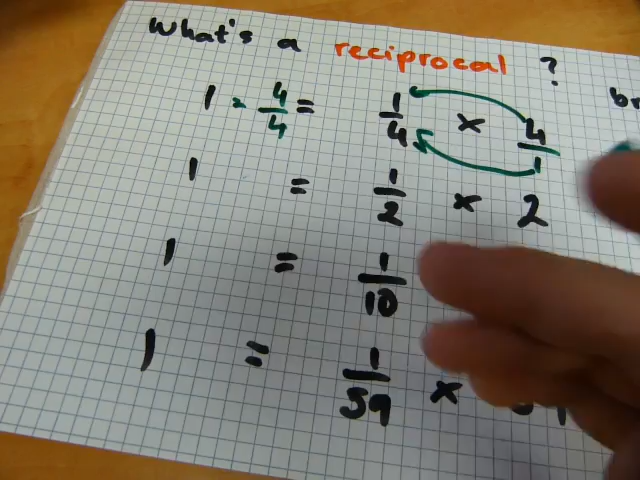 What's a reciprocal ?
1 = 4/4 = 1/4 x 4/1
1 = 1/2 x 2
1 = 1/10
1 = 1/59 x